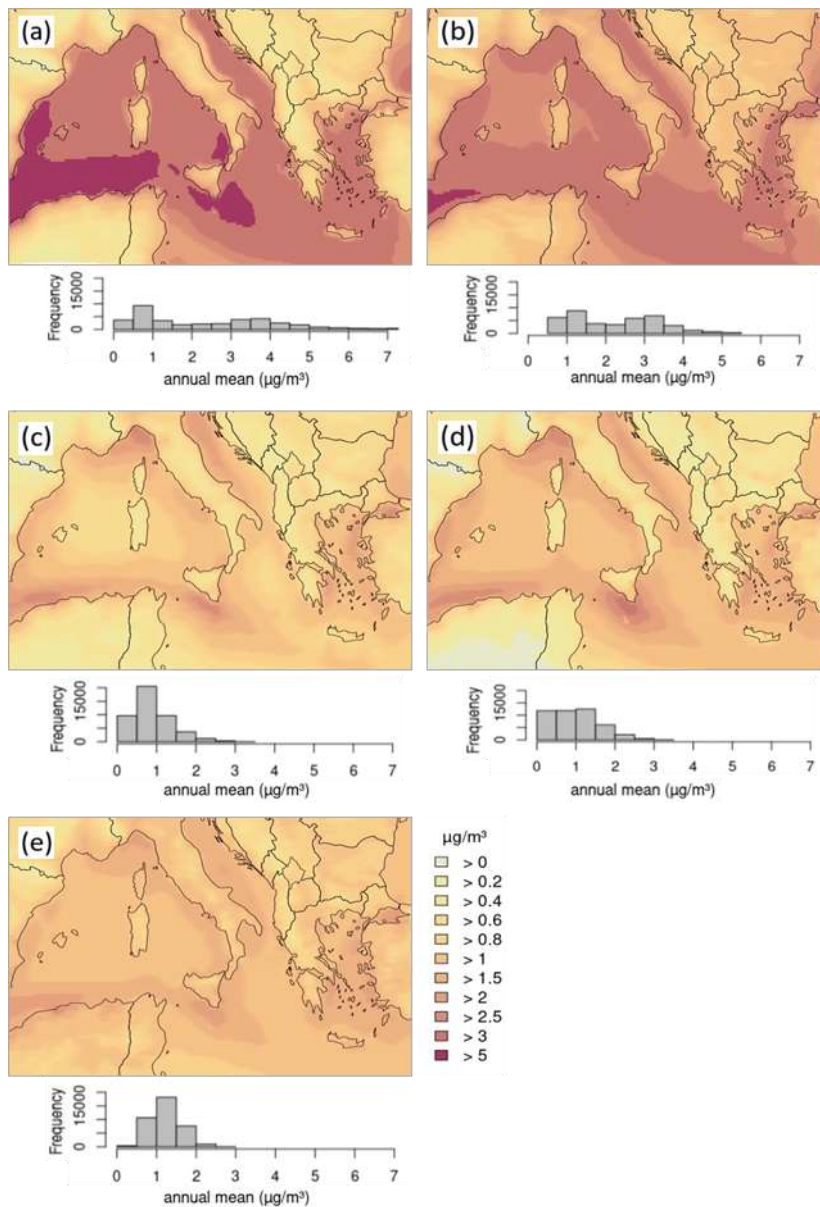 (a)
(b)
Frequency
0 15000
0 1 2 3 4 5 6 7
annual mean (µg/m³)
Frequency
0 15000
0 1 2 3 4 5 6 7
annual mean (µg/m³)
(c)
(d)
Frequency
0 15000
0 1 2 3 4 5 6 7
annual mean (µg/m³)
Frequency
0 15000
0 1 2 3 4 5 6 7
annual mean (µg/m³)
(e)
µg/m³
> 0
> 0.2
> 0.4
> 0.6
> 0.8
> 1
> 1.5
> 2
> 2.5
> 3
> 5
Frequency
0 15000
0 1 2 3 4 5 6 7
annual mean (µg/m³)